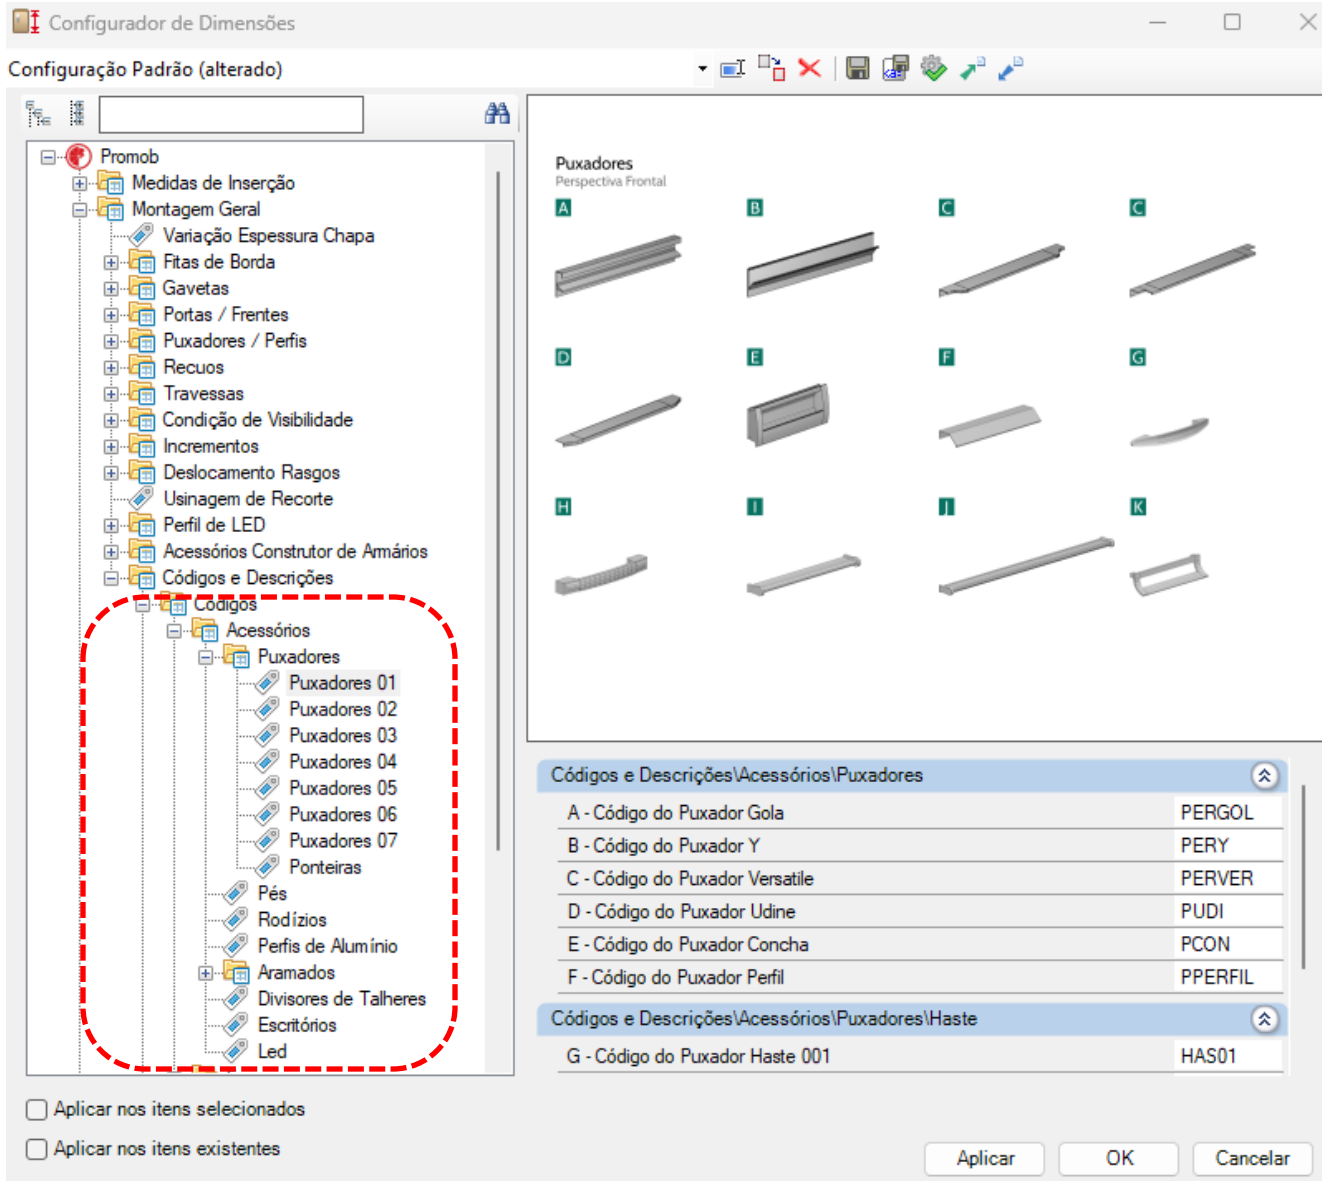 Configurador de Dimensões
Configuração Padrão (alterado)
Promob
Medidas de Inserção
Montagem Geral
Variação Espessura Chapa
Fitas de Borda
Gavetas
Portas / Frentes
Puxadores / Perfis
Recuos
Travessas
Condição de Visibilidade
Incrementos
Deslocamento Rasgos
Usinagem de Recorte
Perfil de LED
Acessórios Construtor de Armários
Códigos e Descrições
Códigos
Acessórios
Puxadores
Puxadores 01
Puxadores 02
Puxadores 03
Puxadores 04
Puxadores 05
Puxadores 06
Puxadores 07
Ponteiras
Pés
Rodízios
Perfis de Alumínio
Aramados
Divisores de Talheres
Escritórios
Led
Puxadores
Perspectiva Frontal
A B C C
D E F G
H I J K
Códigos e Descrições\Acessórios\Puxadores
A - Código do Puxador Gola PERGOL
B - Código do Puxador Y PERY
C - Código do Puxador Versatile PERVER
D - Código do Puxador Udine PUDI
E - Código do Puxador Concha PCON
F - Código do Puxador Perfil PPERFIL
Códigos e Descrições\Acessórios\Puxadores\Haste
G - Código do Puxador Haste 001 HAS01
Aplicar nos itens selecionados
Aplicar nos itens existentes
Aplicar OK Cancelar